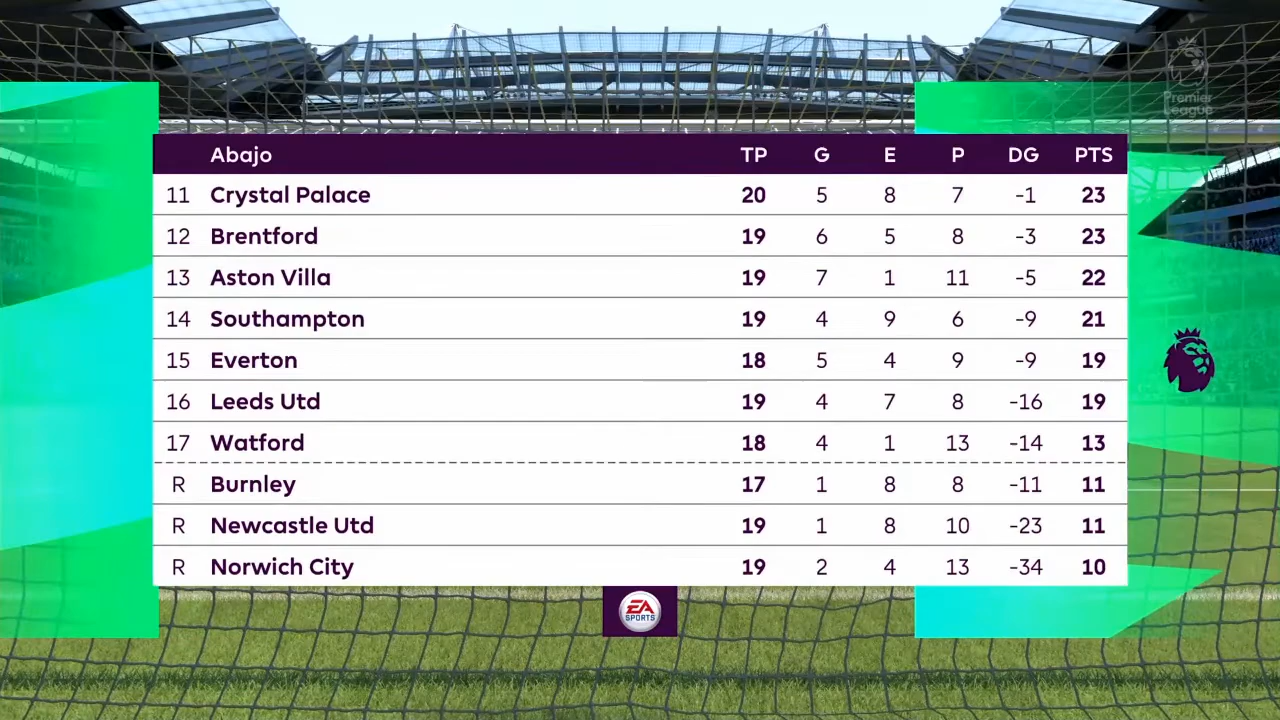 Premier
League
Abajo TP G E P DG PTS
11 Crystal Palace 20 5 8 7 -1 23
12 Brentford 19 6 5 8 -3 23
13 Aston Villa 19 7 1 11 -5 22
14 Southampton 19 4 9 6 -9 21
15 Everton 18 5 4 9 -9 19
16 Leeds Utd 19 4 7 8 -16 19
17 Watford 18 4 1 13 -14 13
R Burnley 17 1 8 8 -11 11
R Newcastle Utd 19 1 8 10 -23 11
R Norwich City 19 2 4 13 -34 10
EA
SPORTS